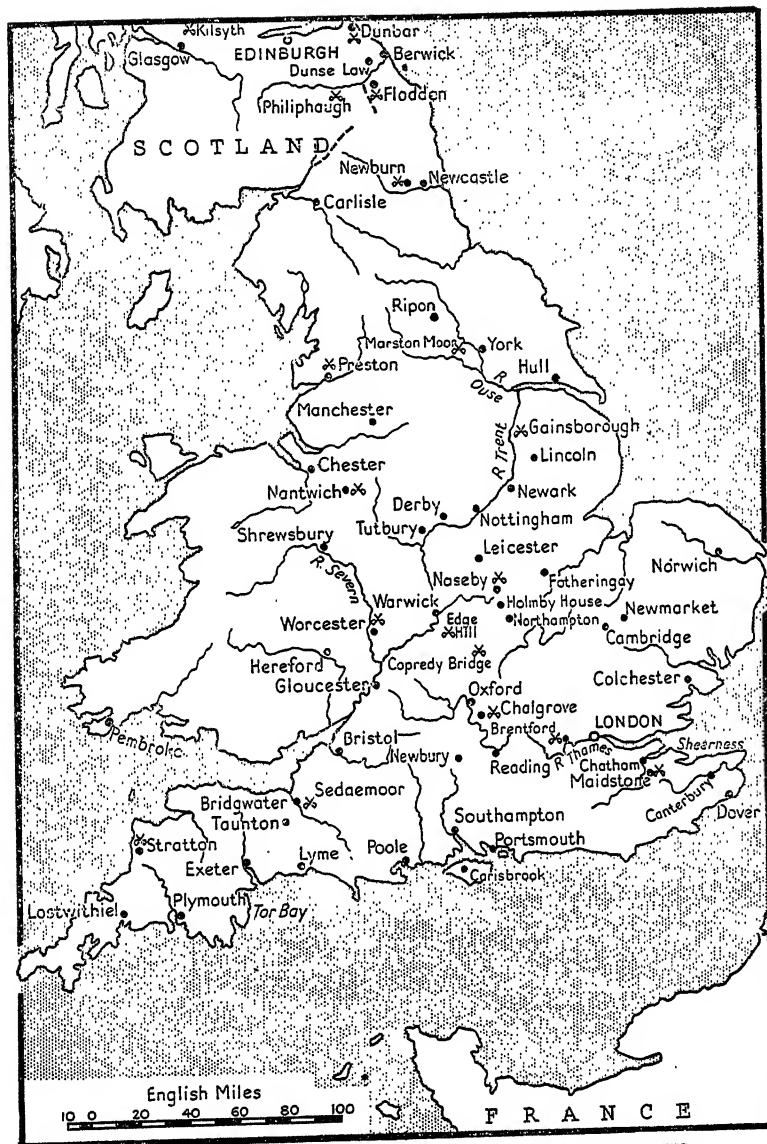 Kilsyth
Dunbar
Glasgow
EDINBURGH
Berwick
Dunse Law
Flodden
Philiphaugh
SCOTLAND
Newburn
Newcastle
Carlisle
Ripon
Marston Moon
York
Hull
R Ouse
Preston
Manchester
R Trent
Gainsborough
Lincoln
Chester
Nantwich
Newark
Derby
Nottingham
Tutbury
Shrewsbury
Leicester
R. Severn
Naseby
Fotheringay
Norwich
Warwick
Holmby House
Newmarket
Worcester
Edge
Hill
Northampton
Cambridge
Hereford
Copredy Bridge
Gloucester
Colchester
Oxford
Chalgrove
Pembroke
Brentford
LONDON
Bristol
Newbury
Reading
R Thames
Sheerness
Chatham
Maidstone
Canterbury
Dover
Bridgwater
Sedaemoor
Taunton
Southampton
Stratton
Portsmouth
Exeter
Lyme
Poole
Carisbrook
Lostwithiel
Plymouth
Tor Bay
English Miles
10 0 20 40 60 80 100
FRANCE